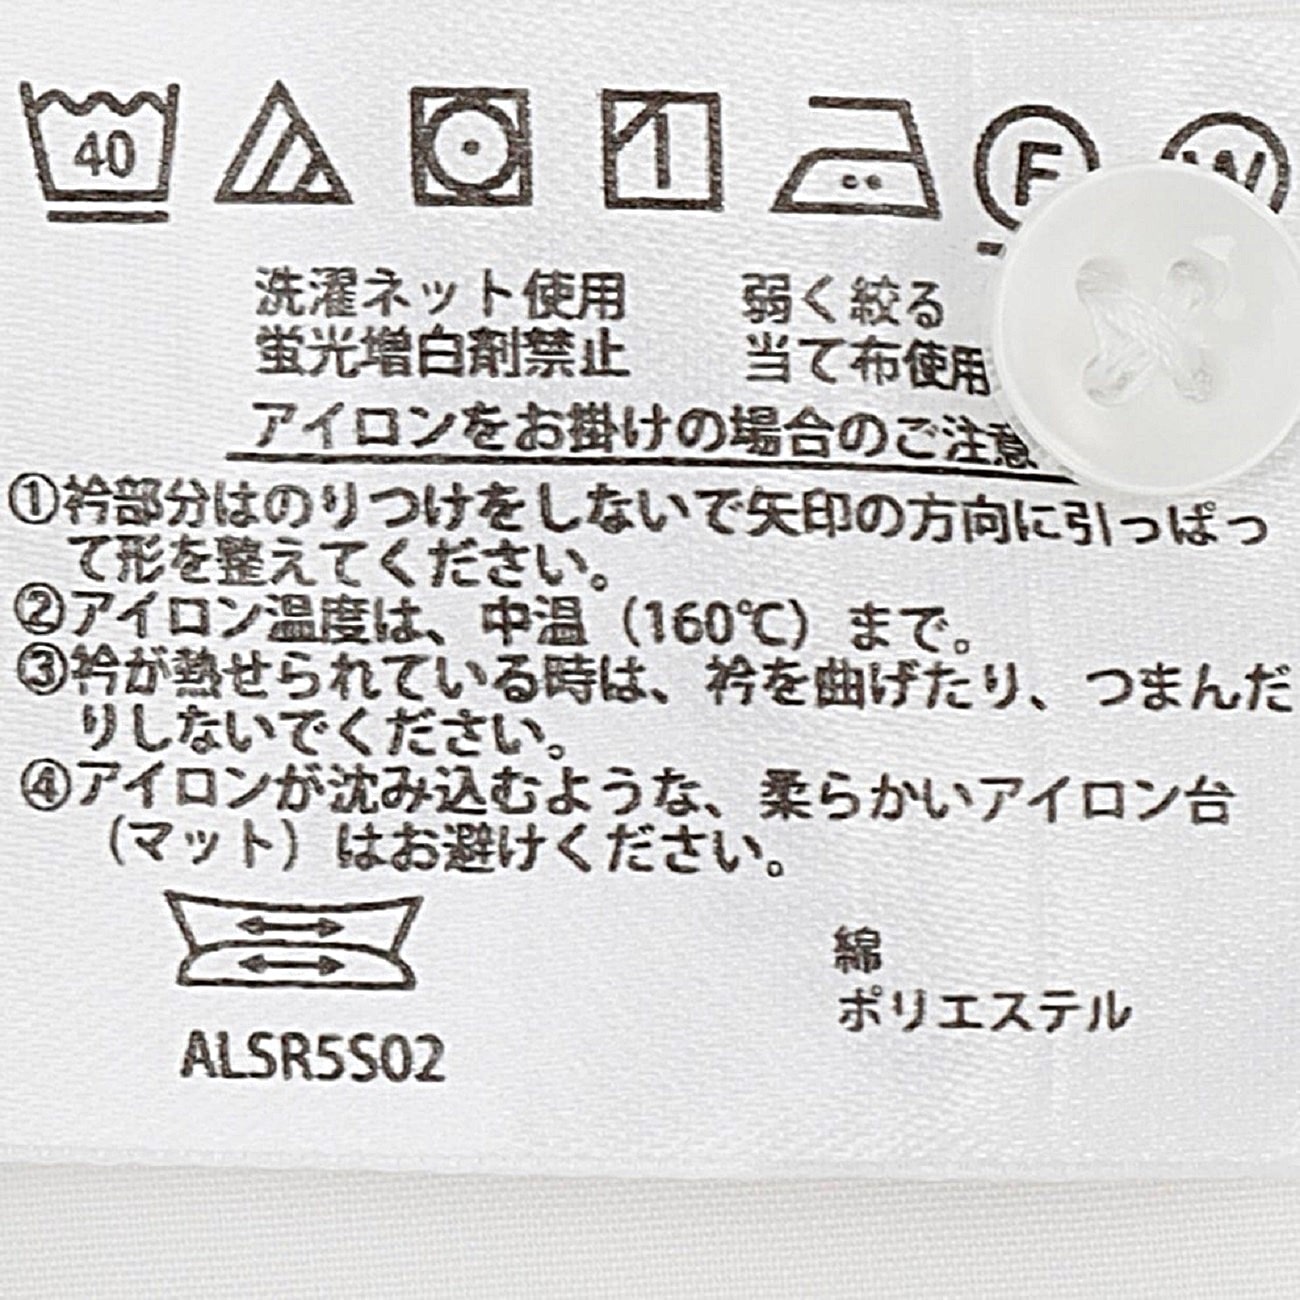 40 F W
洗濯ネット使用 弱く絞る
蛍光増白剤禁止 当て布使用
アイロンをお掛けの場合のご注意
①衿部分はのりつけをしないで矢印の方向に引っぱっ
て形を整えてください。
②アイロン温度は、中温（160℃）まで。
③衿が熱せられている時は、衿を曲げたり、つまんだ
りしないでください。
④アイロンが沈み込むような、柔らかいアイロン台
（マット）はお避けください。
綿
ポリエステル
ALSR5S02